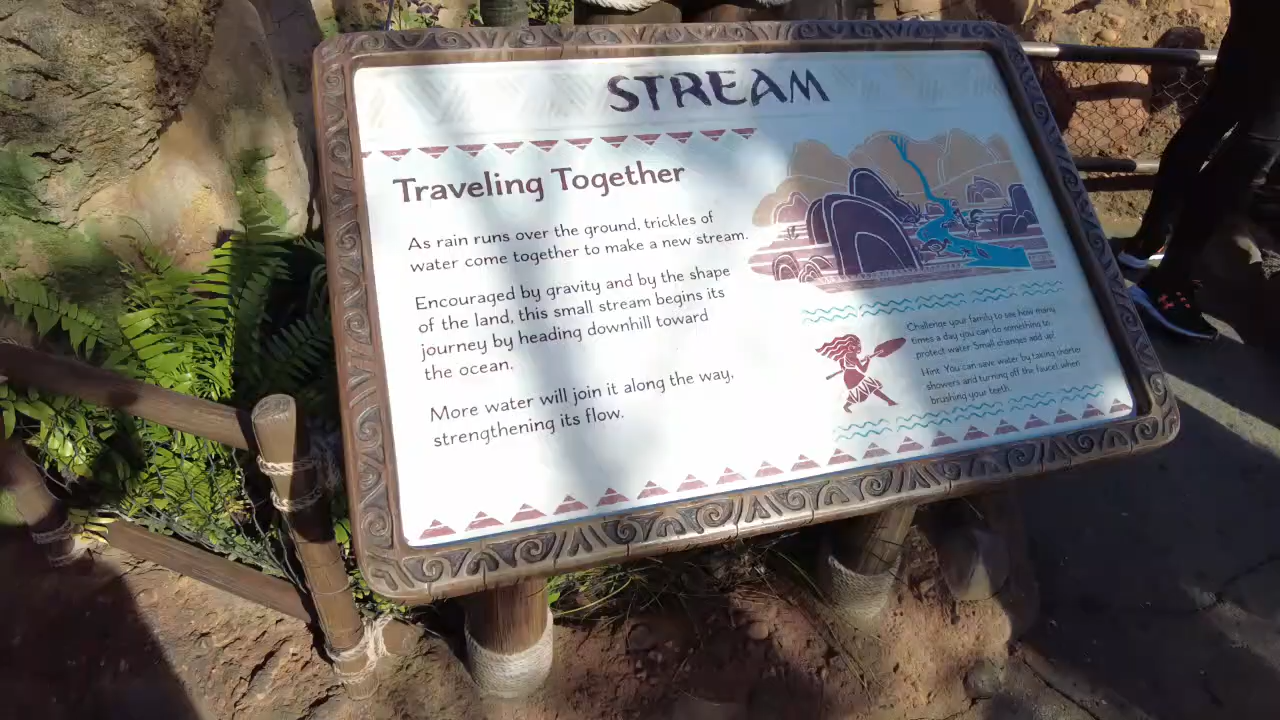 STREAM
Traveling Together
As rain runs over the ground, trickles of
water come together to make a new stream.
Encouraged by gravity and by the shape
of the land, this small stream begins its
journey by heading downhill toward
the ocean.
More water will join it along the way,
strengthening its flow.
Challenge your family to see how many
times a day you can do something to
protect water. Small changes add up!
Hint: You can save water by taking shorter
showers and turning off the faucet when
brushing your teeth.